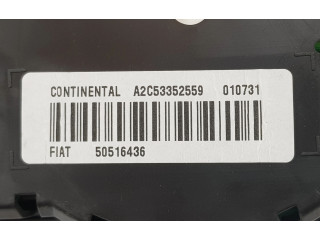 CONTINENTAL A2C53352559 010731
FIAT 50516436